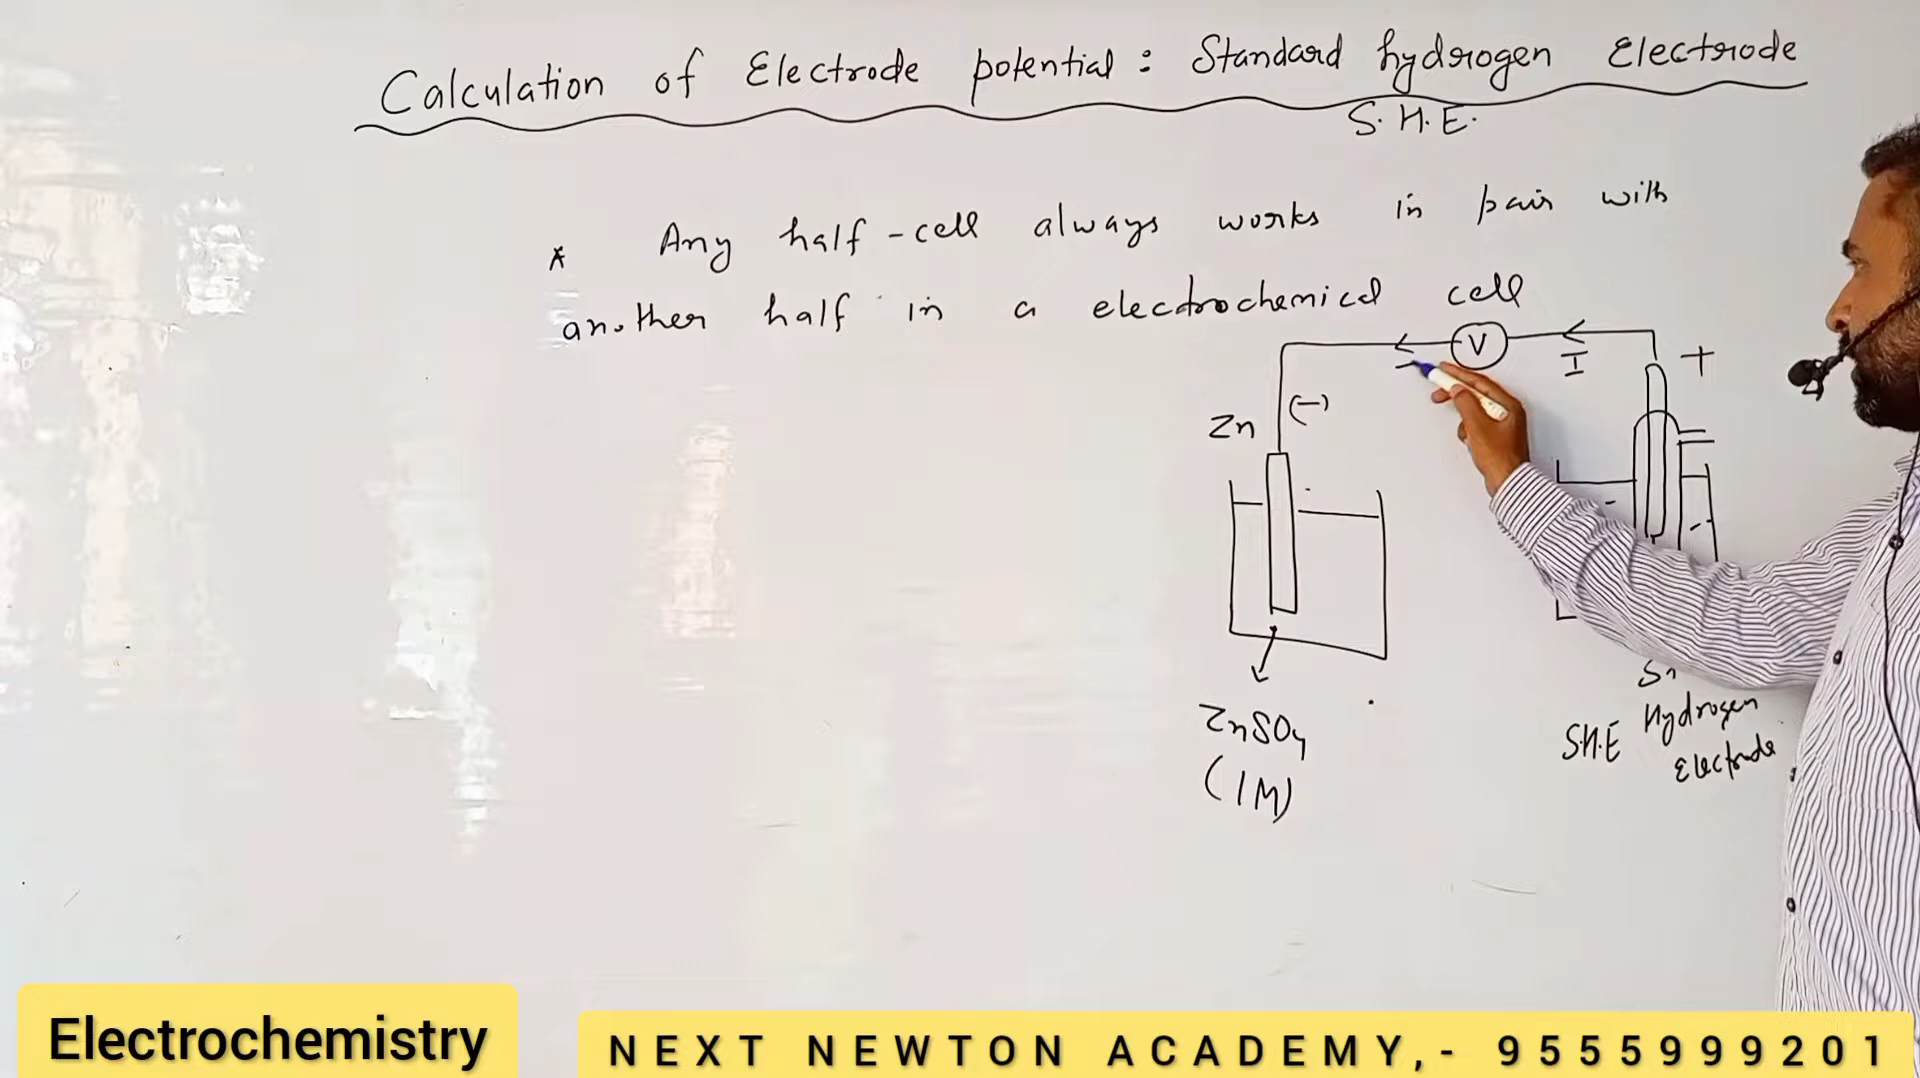 Calculation of Electrode potential : Standard hydrogen Electrode
S.H.E.
* Any half-cell always works in pair with
another half in a electrochemical cell
V
I
+
(-)
Zn
ZnSO4
(1M)
S.H.E
Hydrogen
Electrode
Electrochemistry
NEXT NEWTON ACADEMY,- 9555999201